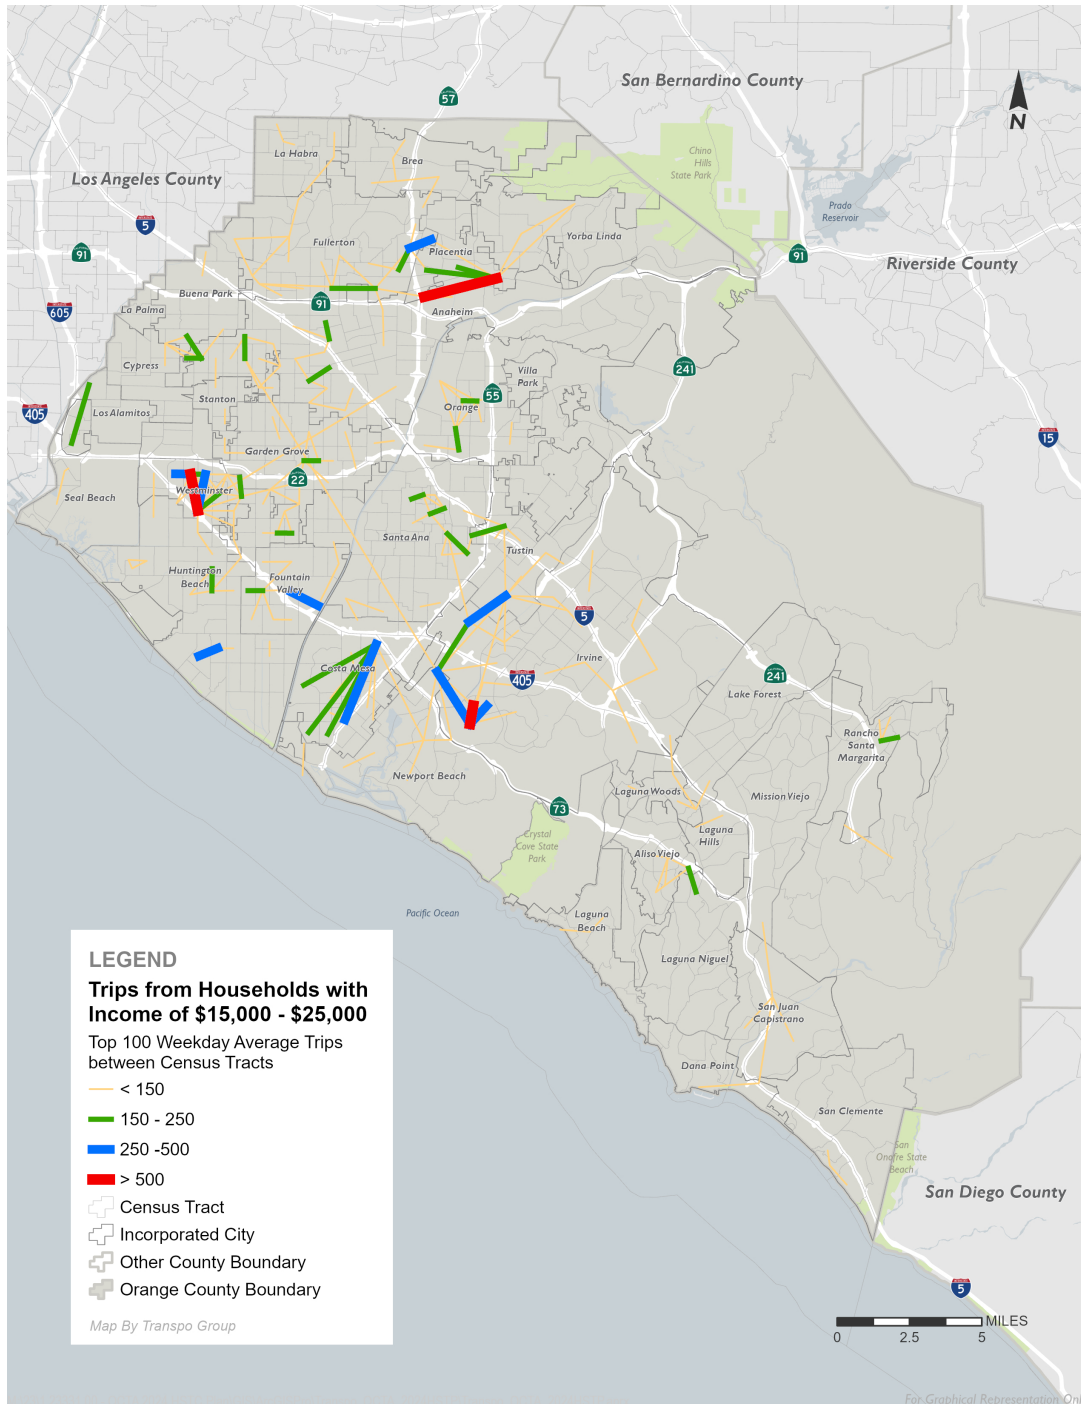 57
San Bernardino County
N
La Habra
Brea
Chino
Hills
State Park
Los Angeles County
5
Prado
Reservoir
Fullerton
Placentia
Yorba Linda
91
91
Riverside County
Buena Park
91
605
La Palma
Anaheim
Cypress
Villa
Park
241
Stanton
55
405
Los Alamitos
Orange
15
Garden Grove
22
Westminster
Seal Beach
Santa Ana
Tustin
Huntington
Beach
Fountain
Valley
5
Irvine
Costa Mesa
405
241
Lake Forest
Rancho
Santa
Margarita
Newport Beach
Laguna Woods
Mission Viejo
73
Laguna
Hills
Crystal
Cove State
Park
Aliso Viejo
Pacific Ocean
Laguna
Beach
Laguna Niguel
San Juan
Capistrano
Dana Point
San Clemente
San
Onofre State
Beach
San Diego County
5
LEGEND
Trips from Households with
Income of $15,000 - $25,000
Top 100 Weekday Average Trips
between Census Tracts
< 150
150 - 250
250 -500
> 500
Census Tract
Incorporated City
Other County Boundary
Orange County Boundary
Map By Transpo Group
MILES
0 2.5 5
For Graphical Representation Onl